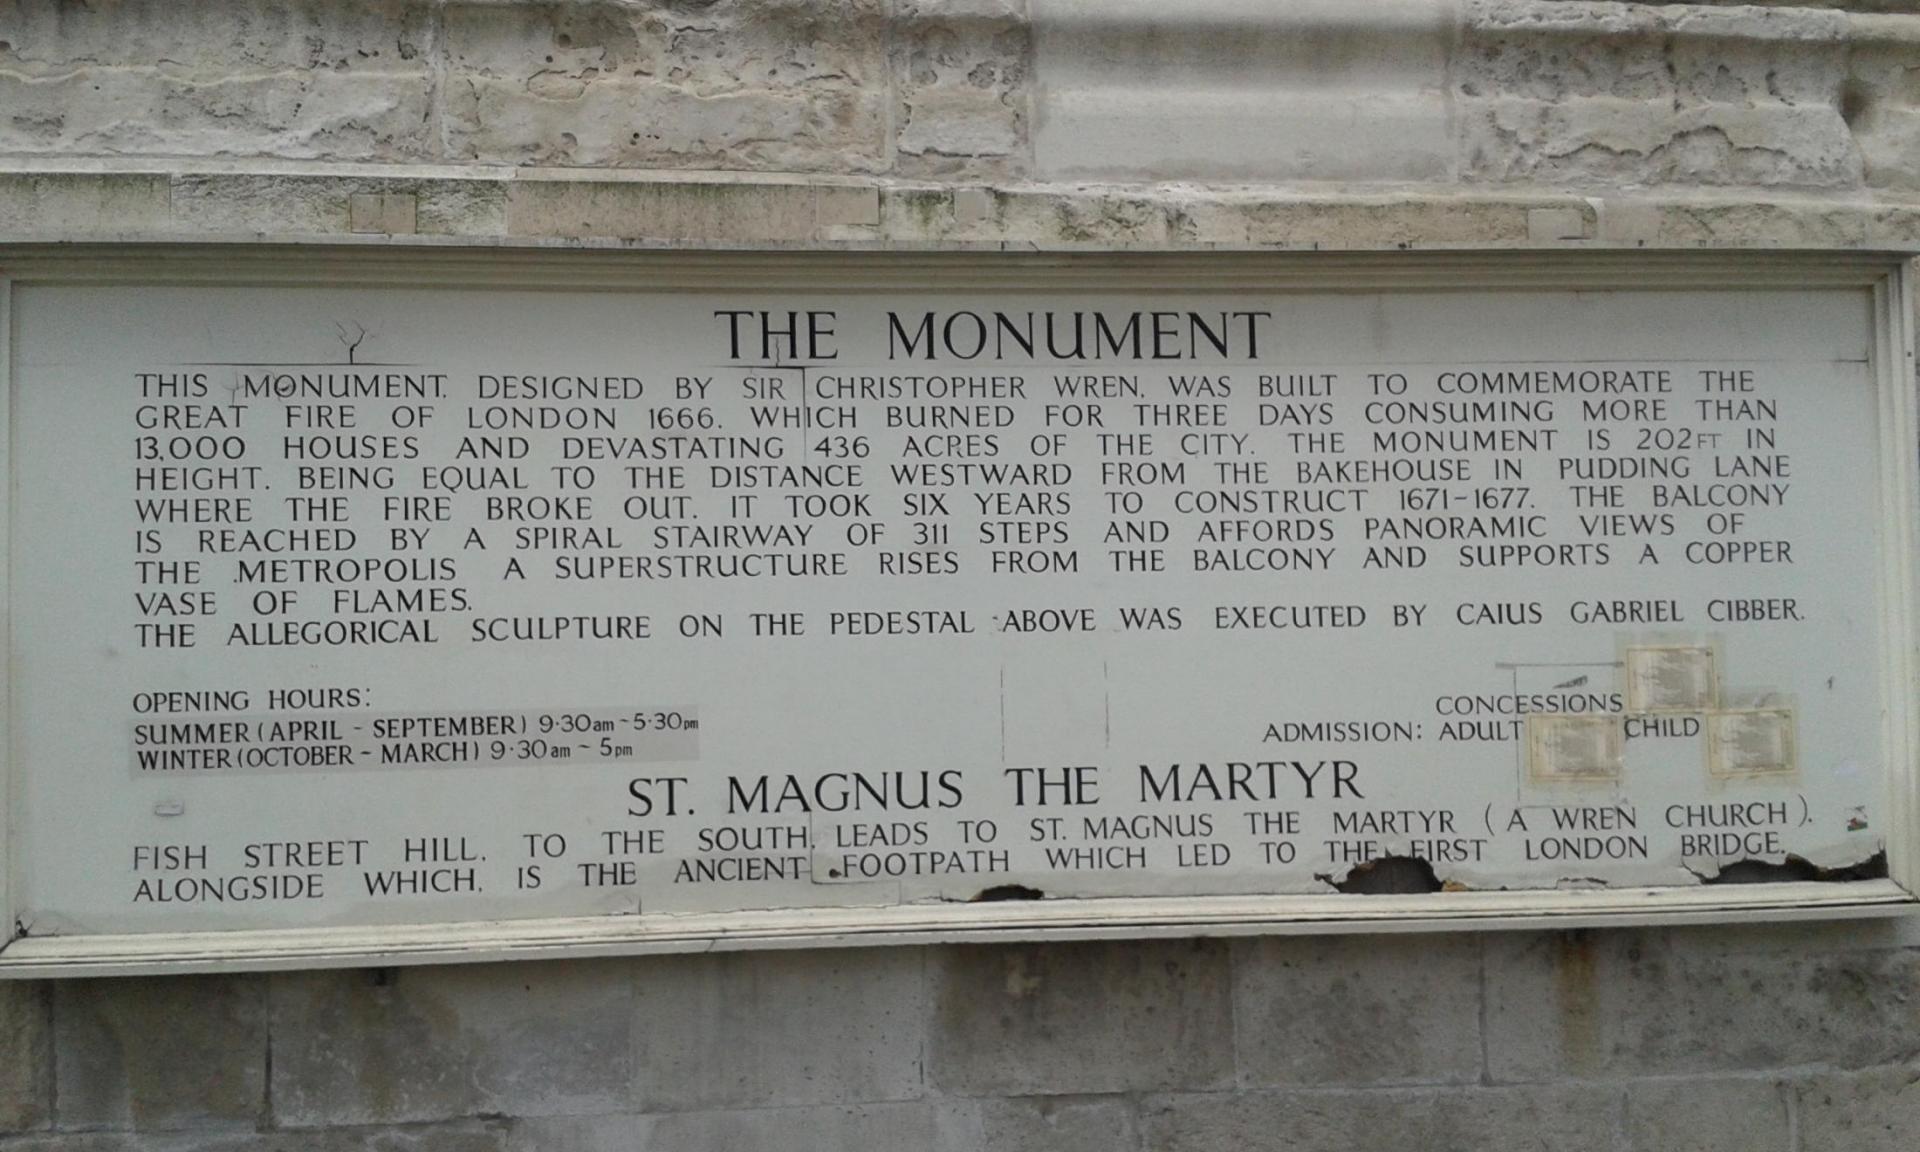 THE MONUMENT
THIS MONUMENT, DESIGNED BY SIR CHRISTOPHER WREN, WAS BUILT TO COMMEMORATE THE
GREAT FIRE OF LONDON 1666. WHICH BURNED FOR THREE DAYS CONSUMING MORE THAN
13,000 HOUSES AND DEVASTATING 436 ACRES OF THE CITY. THE MONUMENT IS 202FT IN
HEIGHT. BEING EQUAL TO THE DISTANCE WESTWARD FROM THE BAKEHOUSE IN PUDDING LANE
WHERE THE FIRE BROKE OUT. IT TOOK SIX YEARS TO CONSTRUCT 1671-1677. THE BALCONY
IS REACHED BY A SPIRAL STAIRWAY OF 311 STEPS AND AFFORDS PANORAMIC VIEWS OF
THE METROPOLIS A SUPERSTRUCTURE RISES FROM THE BALCONY AND SUPPORTS A COPPER
VASE OF FLAMES.
THE ALLEGORICAL SCULPTURE ON THE PEDESTAL ABOVE WAS EXECUTED BY CAIUS GABRIEL CIBBER.
OPENING HOURS:
SUMMER (APRIL - SEPTEMBER) 9·30am - 5·30pm
WINTER (OCTOBER - MARCH) 9·30am - 5pm
CONCESSIONS
ADMISSION: ADULT CHILD
ST. MAGNUS THE MARTYR
FISH STREET HILL, TO THE SOUTH, LEADS TO ST. MAGNUS THE MARTYR (A WREN CHURCH).
ALONGSIDE WHICH, IS THE ANCIENT FOOTPATH WHICH LED TO THE FIRST LONDON BRIDGE.